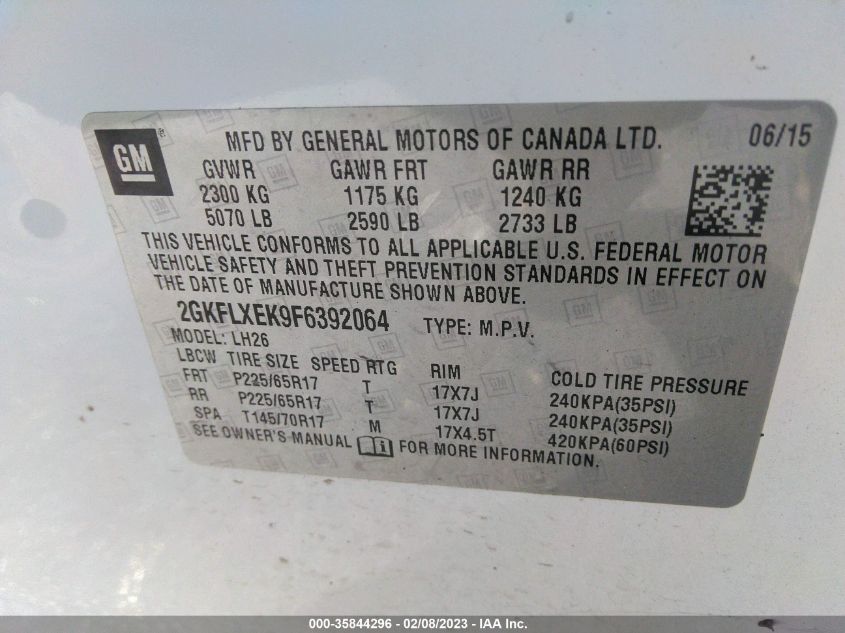 GM
MFD BY GENERAL MOTORS OF CANADA LTD. 06/15
GVWR GAWR FRT GAWR RR
2300 KG 1175 KG 1240 KG
5070 LB 2590 LB 2733 LB
THIS VEHICLE CONFORMS TO ALL APPLICABLE U.S. FEDERAL MOTOR
VEHICLE SAFETY AND THEFT PREVENTION STANDARDS IN EFFECT ON
THE DATE OF MANUFACTURE SHOWN ABOVE.
2GKFLXEK9F6392064 TYPE: M.P.V.
MODEL: LH26
LBCW TIRE SIZE SPEED RTG RIM COLD TIRE PRESSURE
FRT P225/65R17 T 17X7J 240KPA(35PSI)
RR P225/65R17 T 17X7J 240KPA(35PSI)
SPA T145/70R17 M 17X4.5T 420KPA(60PSI)
SEE OWNER'S MANUAL FOR MORE INFORMATION.
000-35844296 - 02/08/2023 - IAA Inc.